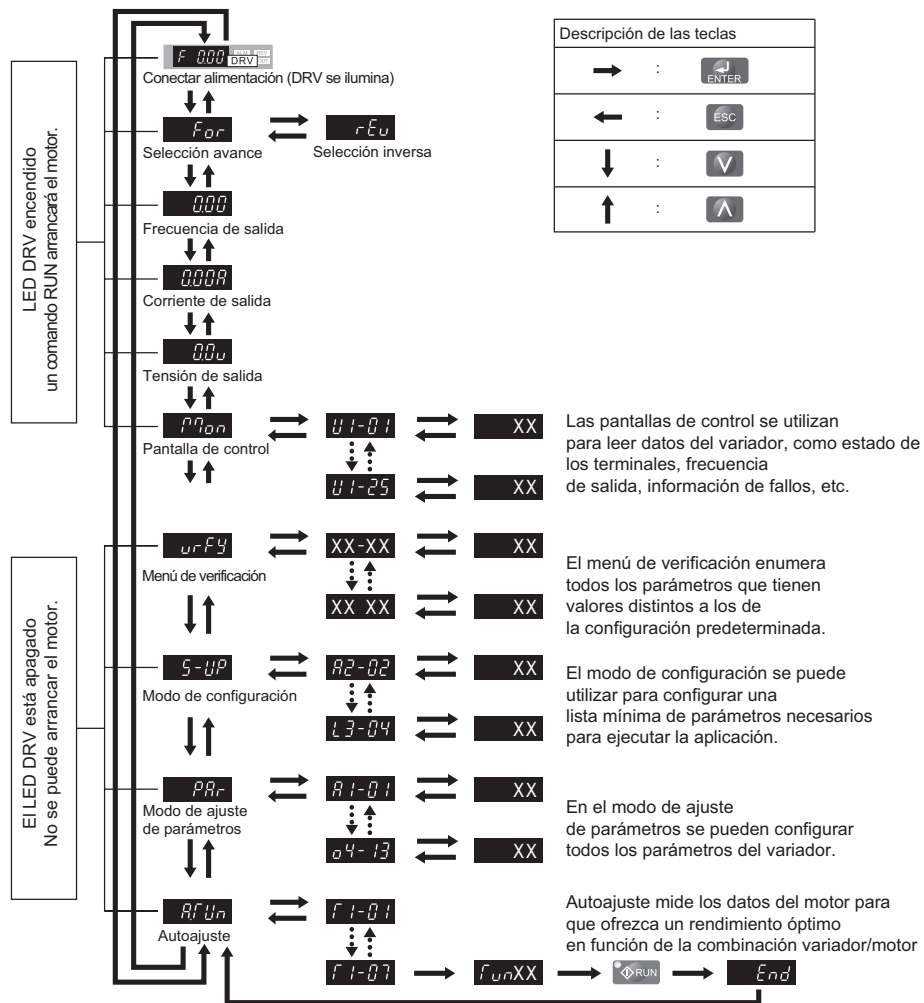 F 0.00
DRV
Conectar alimentación (DRV se ilumina)
For
rEv
Selección avance
Selección inversa
0.00
Frecuencia de salida
0.00A
Corriente de salida
0.0v
Tensión de salida
Mon
U1-01
XX
Pantalla de control
U1-25
XX
LED DRV encendido
un comando RUN arrancará el motor.
Descripción de las teclas
:
ENTER
:
ESC
:
:
Las pantallas de control se utilizan
para leer datos del variador, como estado de
los terminales, frecuencia
de salida, información de fallos, etc.
El LED DRV está apagado
No se puede arrancar el motor.
vrFY
XX-XX
XX
Menú de verificación
XX XX
XX
El menú de verificación enumera
todos los parámetros que tienen
valores distintos a los de
la configuración predeterminada.
S-UP
A2-02
XX
Modo de configuración
L3-04
XX
El modo de configuración se puede
utilizar para configurar una
lista mínima de parámetros necesarios
para ejecutar la aplicación.
PAr
A1-01
XX
Modo de ajuste
de parámetros
o4-13
XX
En el modo de ajuste
de parámetros se pueden configurar
todos los parámetros del variador.
ATUn
T1-01
Autoajuste
T1-07
TunXX
RUN
End
Autoajuste mide los datos del motor para
que ofrezca un rendimiento óptimo
en función de la combinación variador/motor